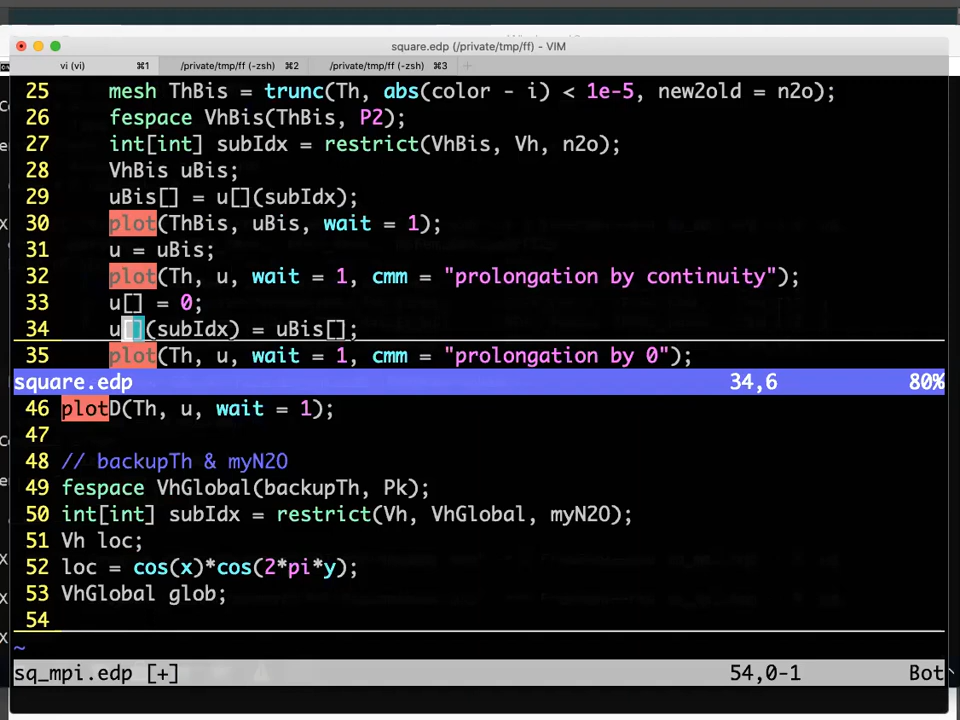 square.edp (/private/tmp/ff) - VIM
vi (vi) ⌘1 /private/tmp/ff (-zsh) ⌘2 /private/tmp/ff (-zsh) ⌘3 +
25 mesh ThBis = trunc(Th, abs(color - i) < 1e-5, new2old = n2o);
26 fespace VhBis(ThBis, P2);
27 int[int] subIdx = restrict(VhBis, Vh, n2o);
28 VhBis uBis;
29 uBis[] = u[](subIdx);
30 plot(ThBis, uBis, wait = 1);
31 u = uBis;
32 plot(Th, u, wait = 1, cmm = "prolongation by continuity");
33 u[] = 0;
34 u[](subIdx) = uBis[];
35 plot(Th, u, wait = 1, cmm = "prolongation by 0");
square.edp 34,6 80%
46 plotD(Th, u, wait = 1);
47
48 // backupTh & myN2O
49 fespace VhGlobal(backupTh, Pk);
50 int[int] subIdx = restrict(Vh, VhGlobal, myN2O);
51 Vh loc;
52 loc = cos(x)*cos(2*pi*y);
53 VhGlobal glob;
54
~
sq_mpi.edp [+] 54,0-1 Bot